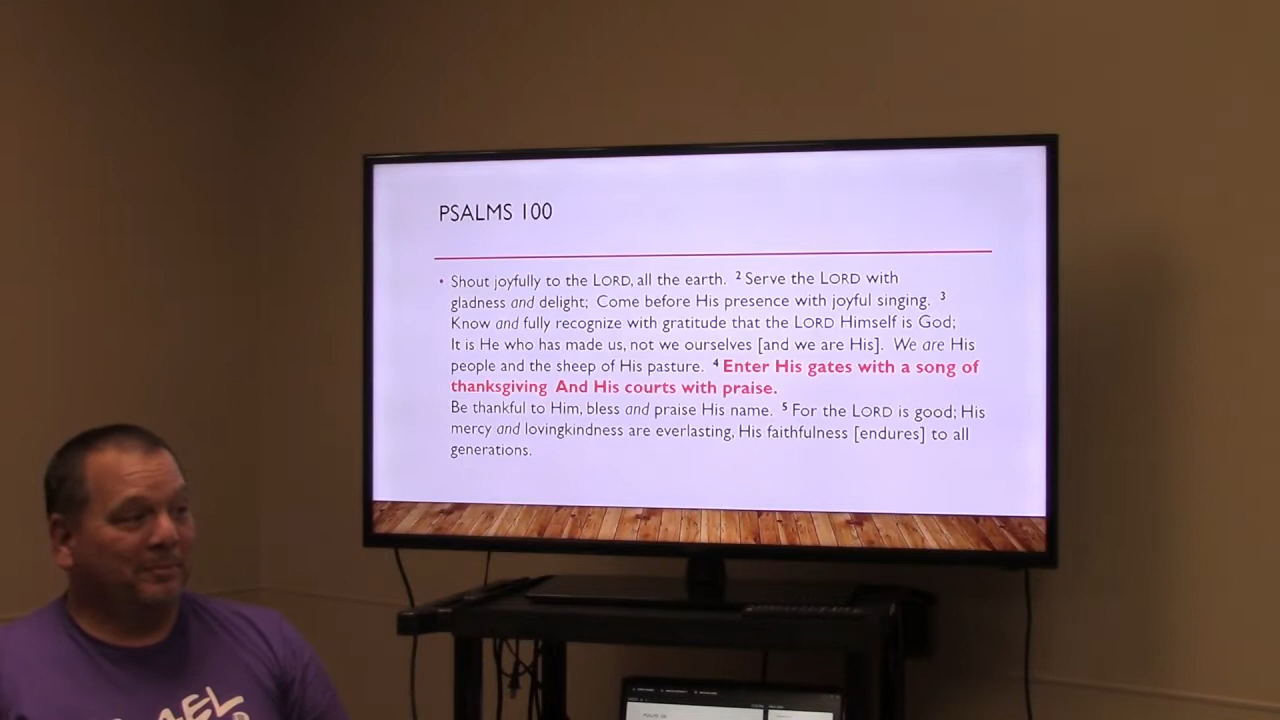 PSALMS 100
• Shout joyfully to the LORD, all the earth. 2 Serve the LORD with
gladness and delight; Come before His presence with joyful singing. 3
Know and fully recognize with gratitude that the LORD Himself is God;
It is He who has made us, not we ourselves [and we are His]. We are His
people and the sheep of His pasture. 4 Enter His gates with a song of
thanksgiving And His courts with praise.
Be thankful to Him, bless and praise His name. 5 For the LORD is good; His
mercy and lovingkindness are everlasting, His faithfulness [endures] to all
generations.